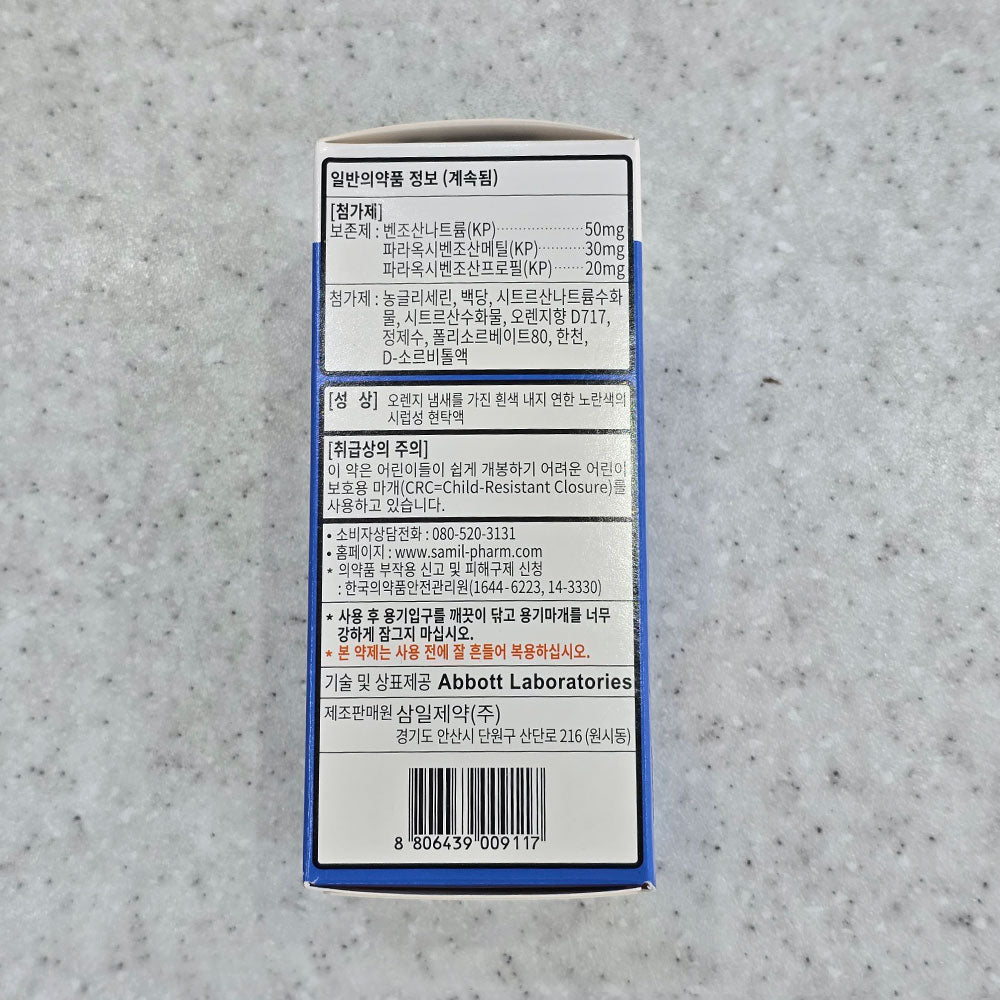 일반의약품 정보 (계속됨)
[첨가제]
보존제 : 벤조산나트륨(KP)······················50mg
파라옥시벤조산메틸(KP)············30mg
파라옥시벤조산프로필(KP)·······20mg
첨가제 : 농글리세린, 백당, 시트르산나트륨수화
물, 시트르산수화물, 오렌지향 D717,
정제수, 폴리소르베이트80, 한천,
D-소르비톨액
[성 상] 오렌지 냄새를 가진 흰색 내지 연한 노란색의
시럽성 현탁액
[취급상의 주의]
이 약은 어린이들이 쉽게 개봉하기 어려운 어린이
보호용 마개(CRC=Child-Resistant Closure)를
사용하고 있습니다.
• 소비자상담전화 : 080-520-3131
• 홈페이지 : www.samil-pharm.com
* 의약품 부작용 신고 및 피해구제 신청
: 한국의약품안전관리원(1644-6223, 14-3330)
* 사용 후 용기입구를 깨끗이 닦고 용기마개를 너무
강하게 잠그지 마십시오.
* 본 약제는 사용 전에 잘 흔들어 복용하십시오.
기술 및 상표제공 Abbott Laboratories
제조판매원 삼일제약(주)
경기도 안산시 단원구 산단로 216 (원시동)
8 806439 009117